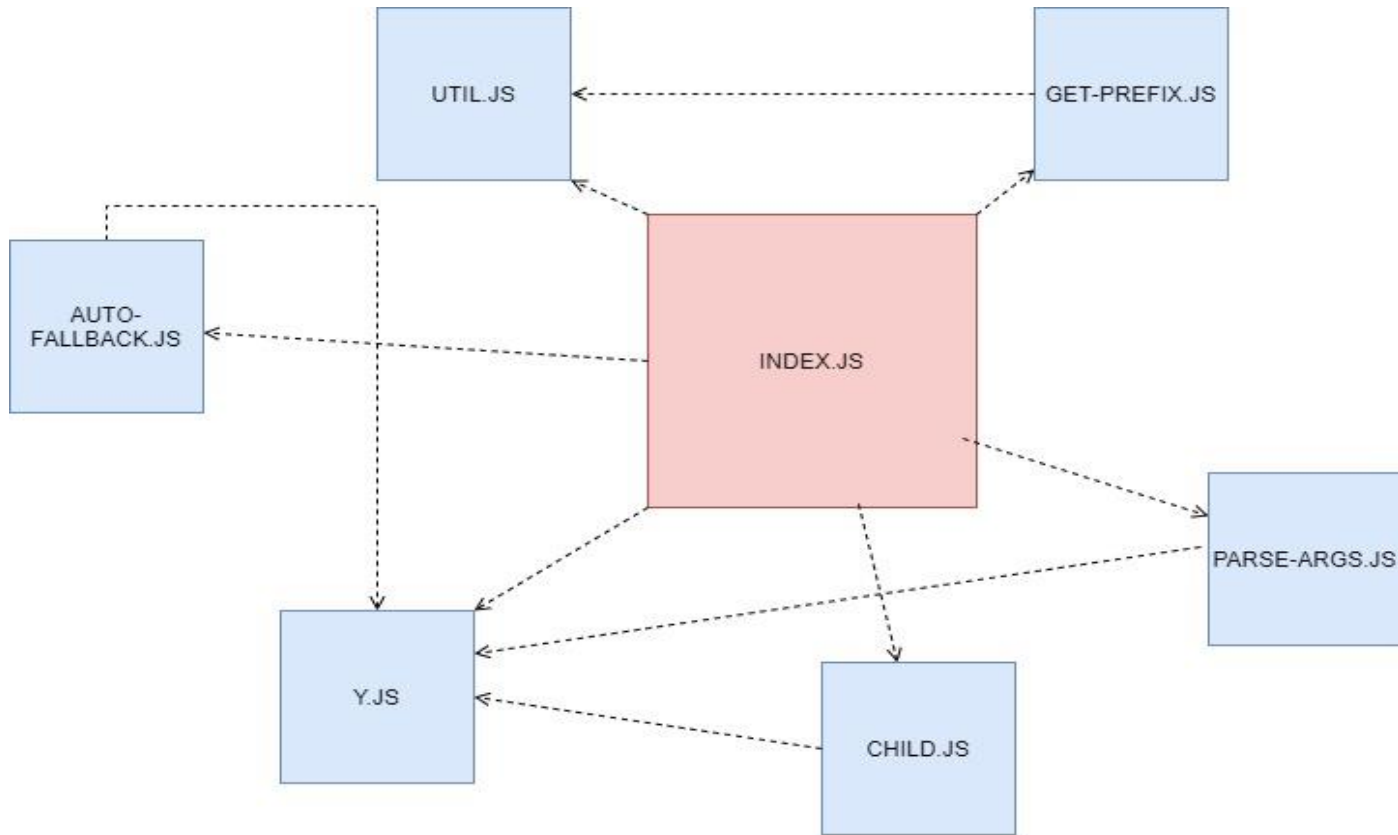 UTIL.JS
GET-PREFIX.JS
AUTO-
FALLBACK.JS
INDEX.JS
PARSE-ARGS.JS
Y.JS
CHILD.JS